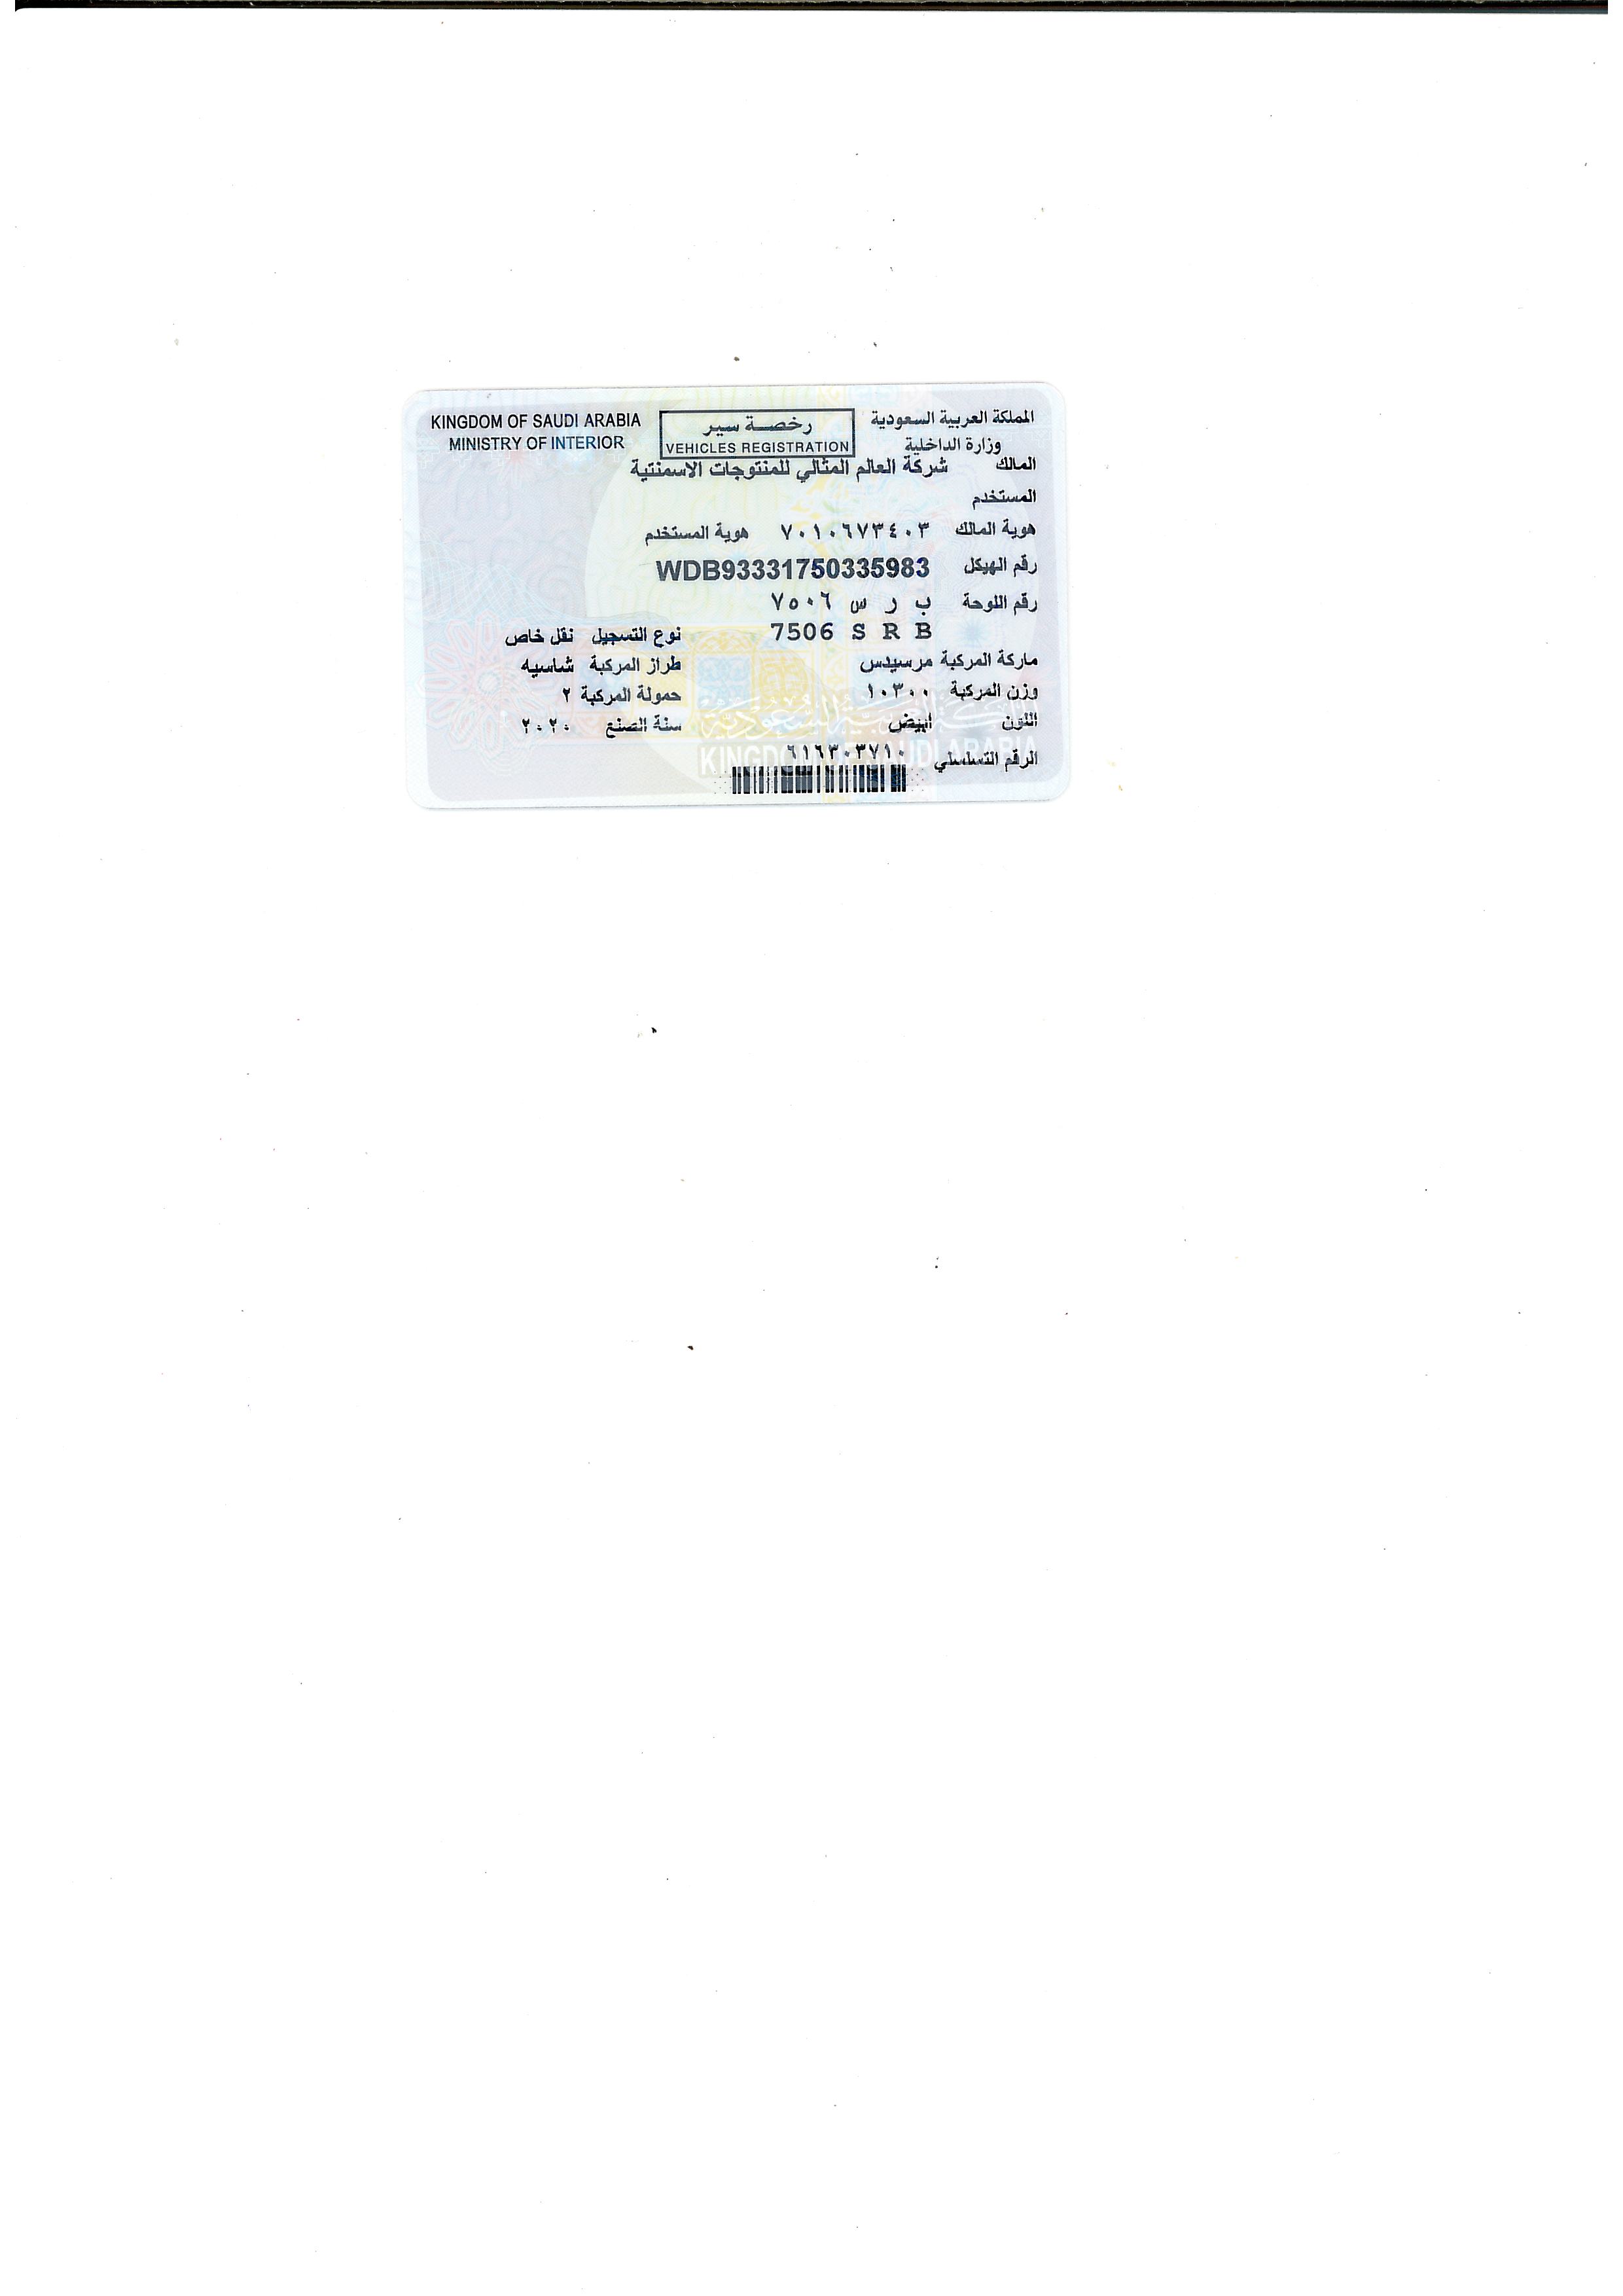 المملكة العربية السعودية رخصة سير KINGDOM OF SAUDI ARABIA
وزارة الداخلية VEHICLES REGISTRATION MINISTRY OF INTERIOR
المالك شركة العالم المثالي للمنتوجات الاسمنتية
المستخدم
هوية المالك ٧٠١٠٦٧٣٤٠٣ هوية المستخدم
رقم الهيكل WDB93331750335983
رقم اللوحة ب ر س ٧٥٠٦
7506 S R B نوع التسجيل نقل خاص
ماركة المركبة مرسيدس طراز المركبة شاسيه
وزن المركبة ١٠٣٠٠ حمولة المركبة ٢
اللون ابيض سنة الصنع ٢٠٢٠
الرقم التسلسلي ٦١٦٣٠٣٧١٠
المملكة العربية السعودية
KINGDOM OF SAUDI ARABIA